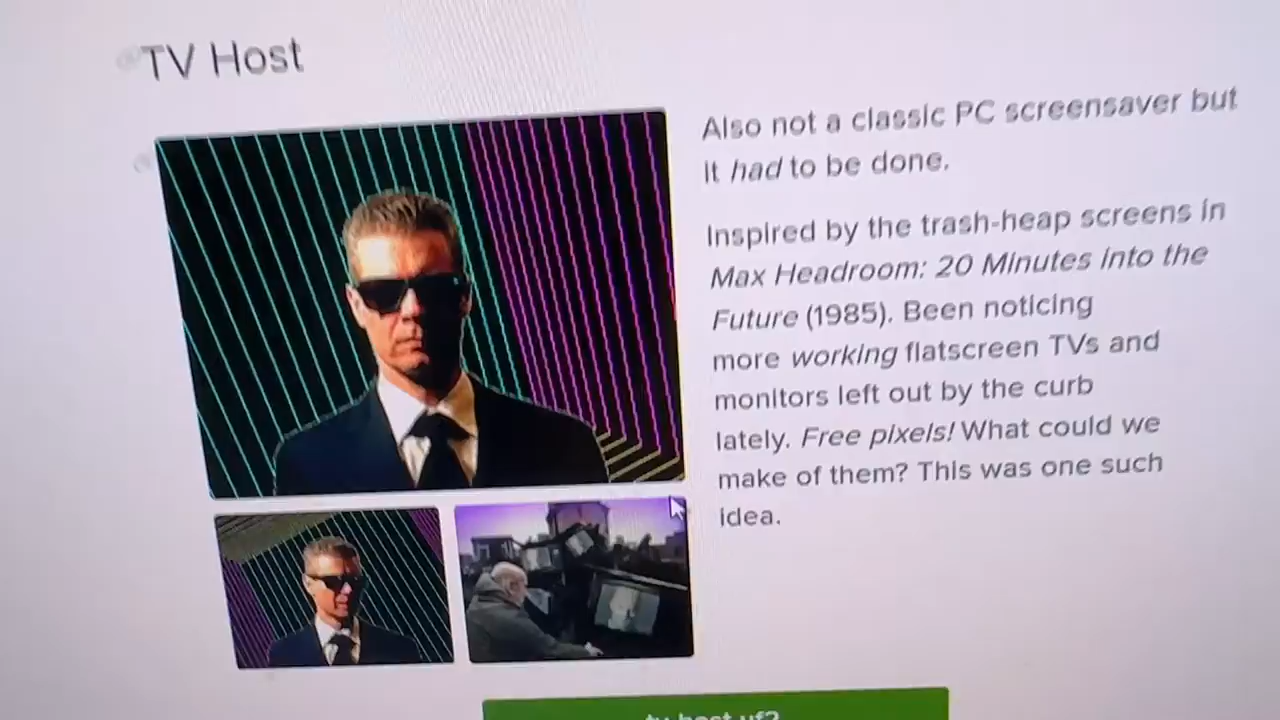 TV Host
Also not a classic PC screensaver but
it had to be done.
Inspired by the trash-heap screens in
Max Headroom: 20 Minutes into the
Future (1985). Been noticing
more working flatscreen TVs and
monitors left out by the curb
lately. Free pixels! What could we
make of them? This was one such
idea.
tv_host.uf2